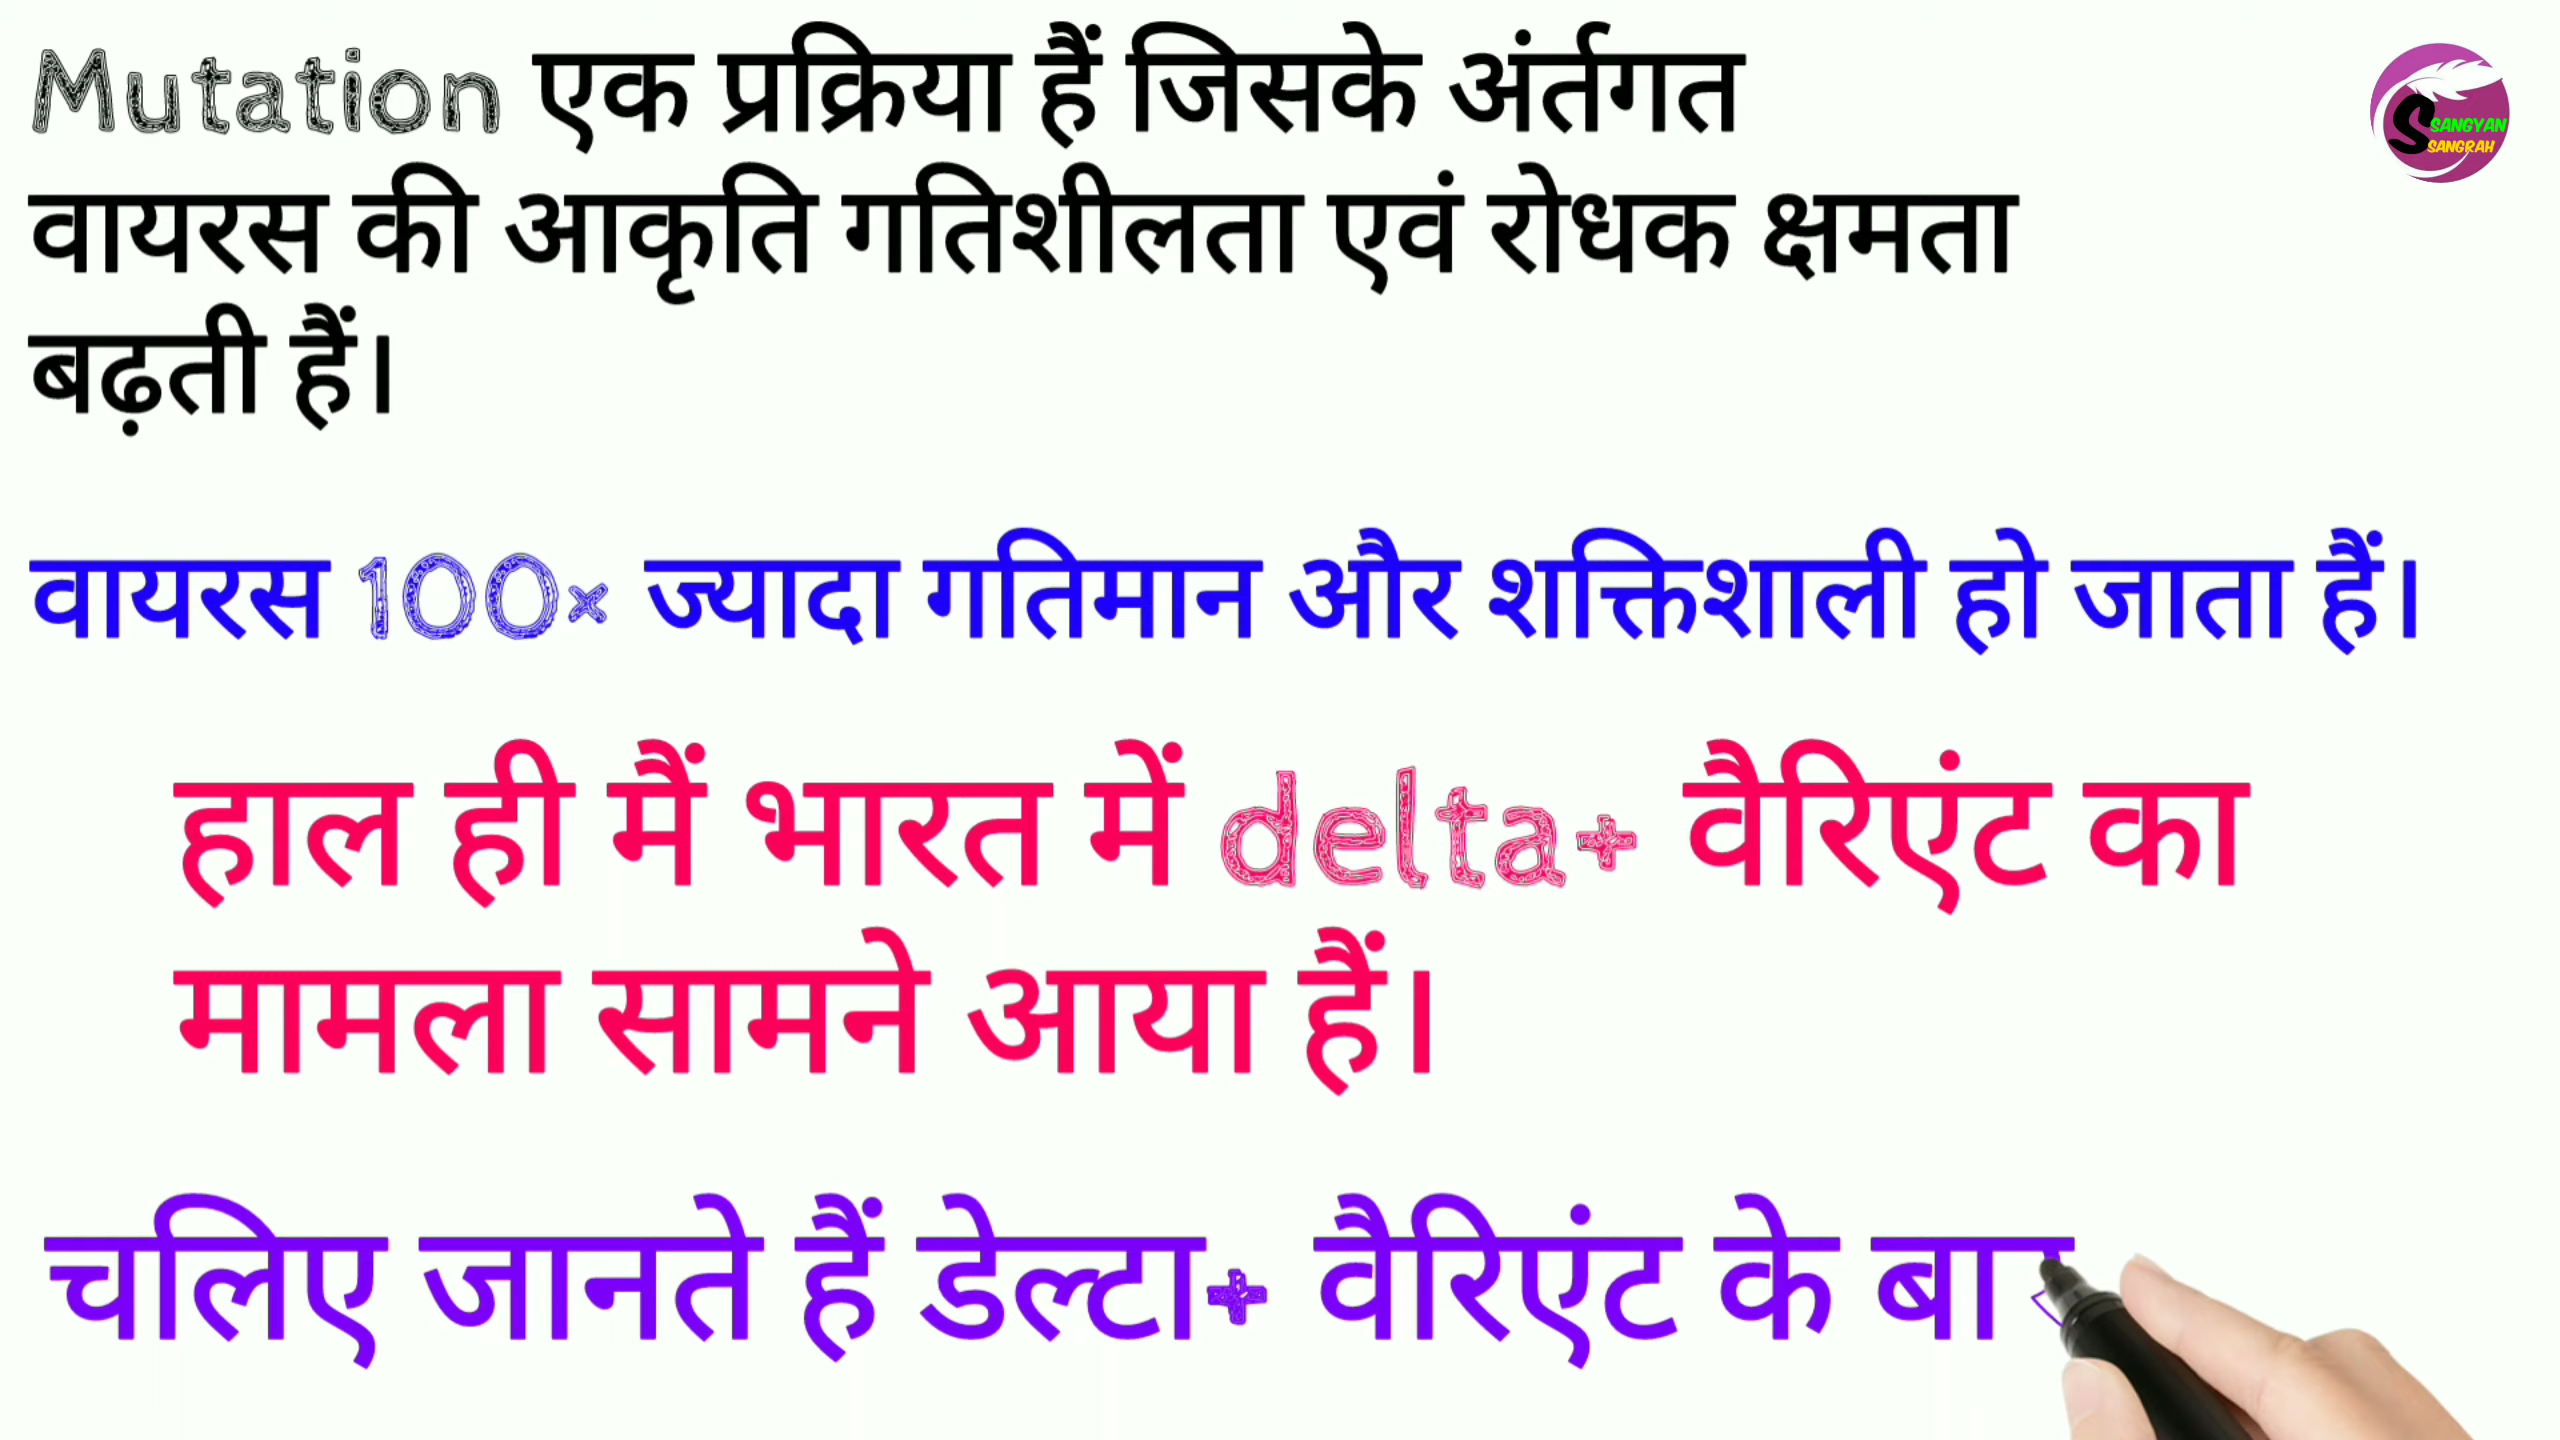 Mutation एक प्रक्रिया हैं जिसके अंर्तगत
वायरस की आकृति गतिशीलता एवं रोधक क्षमता
बढ़ती हैं।
वायरस 100× ज्यादा गतिमान और शक्तिशाली हो जाता हैं।
हाल ही मैं भारत में delta+ वैरिएंट का
मामला सामने आया हैं।
चलिए जानते हैं डेल्टा+ वैरिएंट के
S SANGYAN
SANGRAH